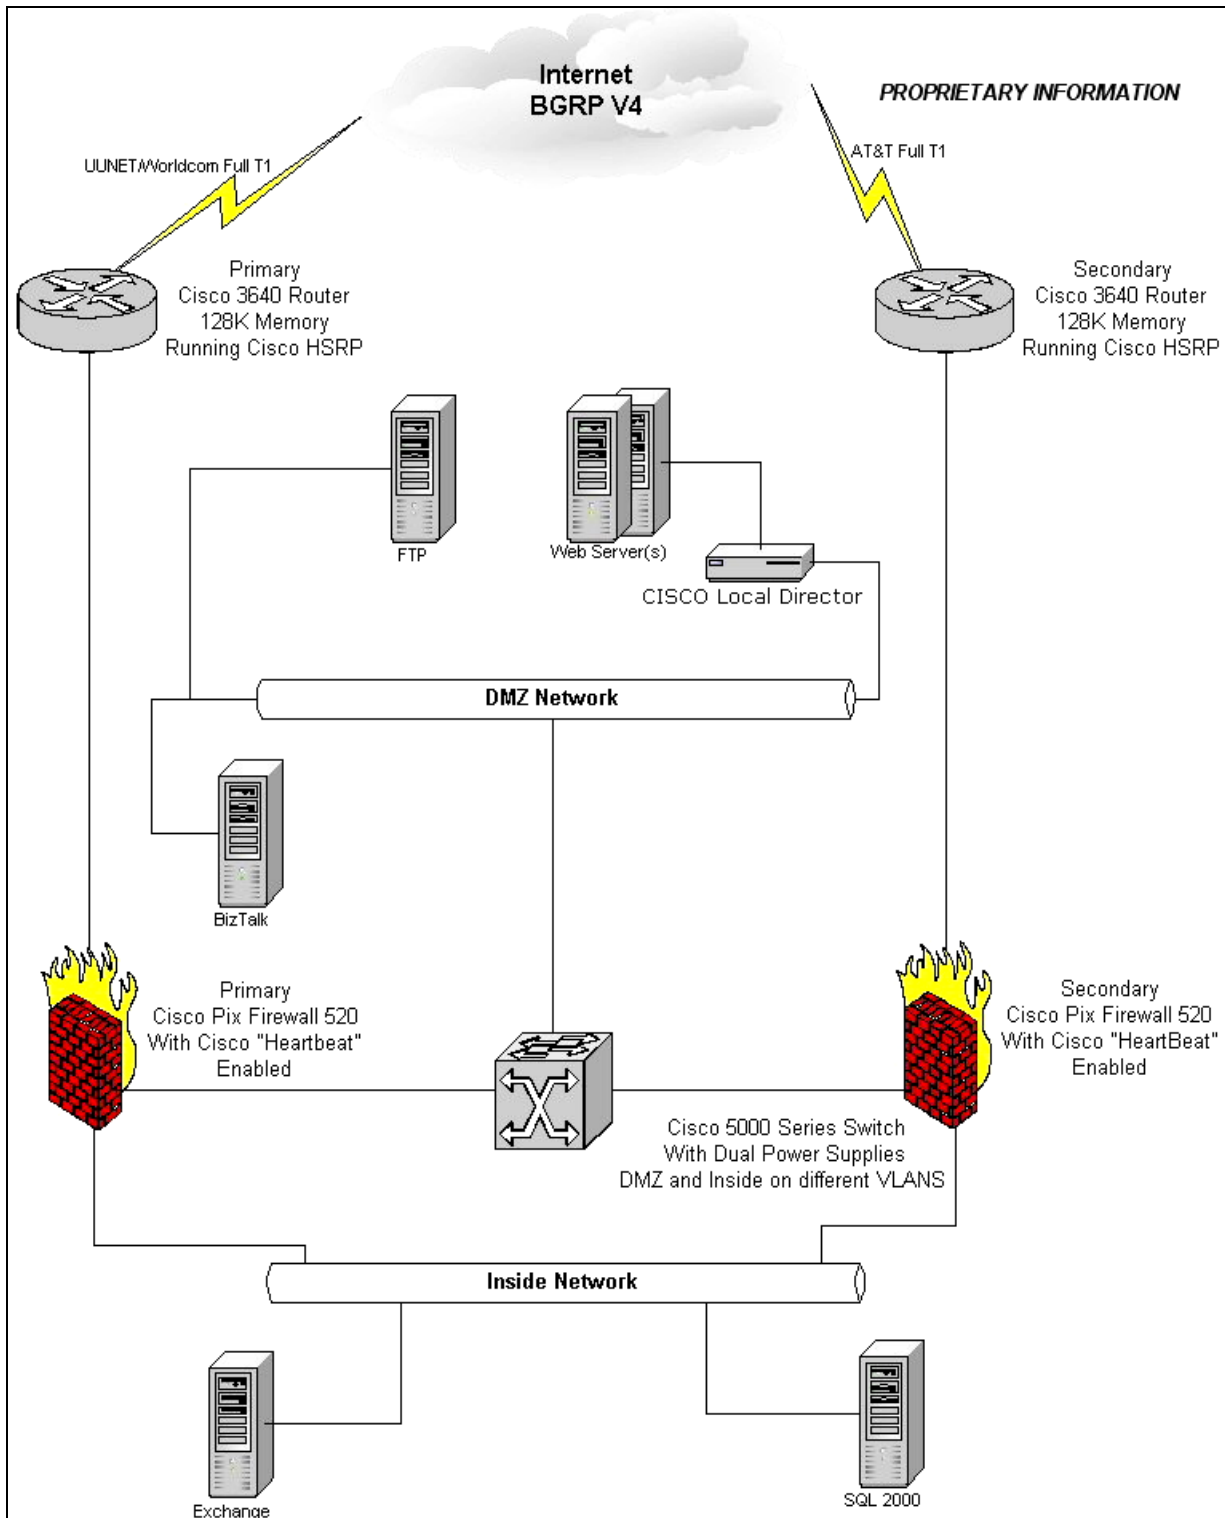 Internet
BGRP V4
PROPRIETARY INFORMATION
UUNET/Worldcom Full T1
AT&T Full T1
Primary
Cisco 3640 Router
128K Memory
Running Cisco HSRP
Secondary
Cisco 3640 Router
128K Memory
Running Cisco HSRP
FTP
Web Server(s)
CISCO Local Director
DMZ Network
BizTalk
Primary
Cisco Pix Firewall 520
With Cisco "Heartbeat"
Enabled
Secondary
Cisco Pix Firewall 520
With Cisco "HeartBeat"
Enabled
Cisco 5000 Series Switch
With Dual Power Supplies
DMZ and Inside on different VLANS
Inside Network
Exchange
SQL 2000